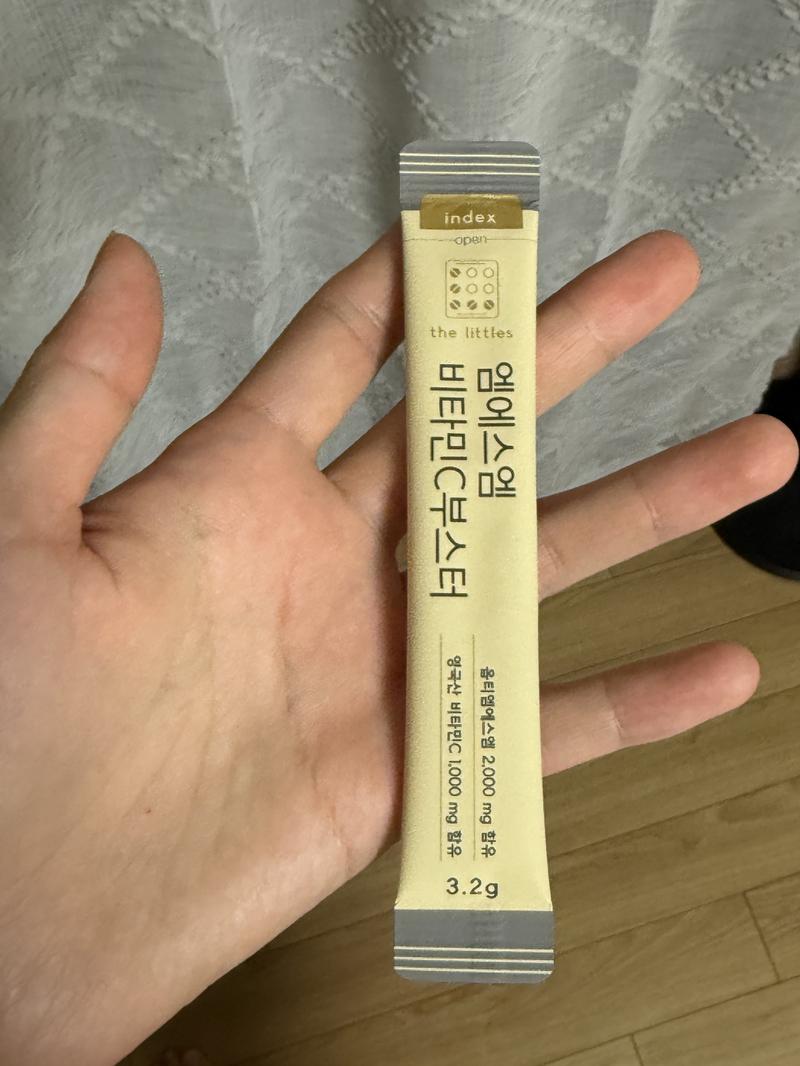 index
open
the littles
엠에스엠
비타민C부스터
옵티엠에스엠 2,000 mg 함유
영국산 비타민C 1,000 mg 함유
3.2g